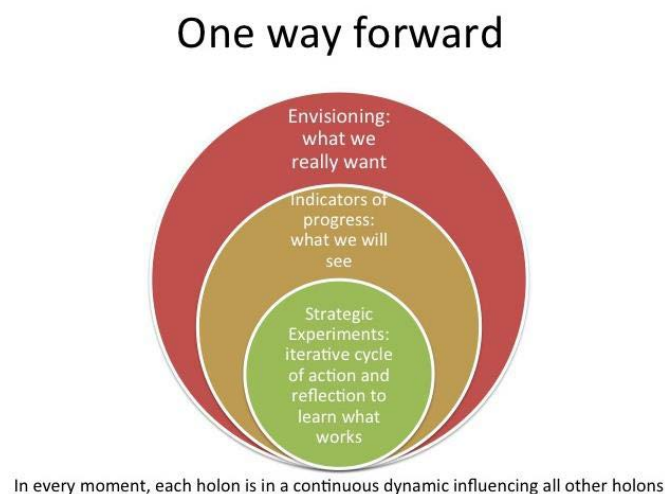 One way forward
Envisioning:
what we
really want
Indicators of
progress:
what we will
see
Strategic
Experiments:
iterative cycle
of action and
reflection to
learn what
works
In every moment, each holon is in a continuous dynamic influencing all other holons